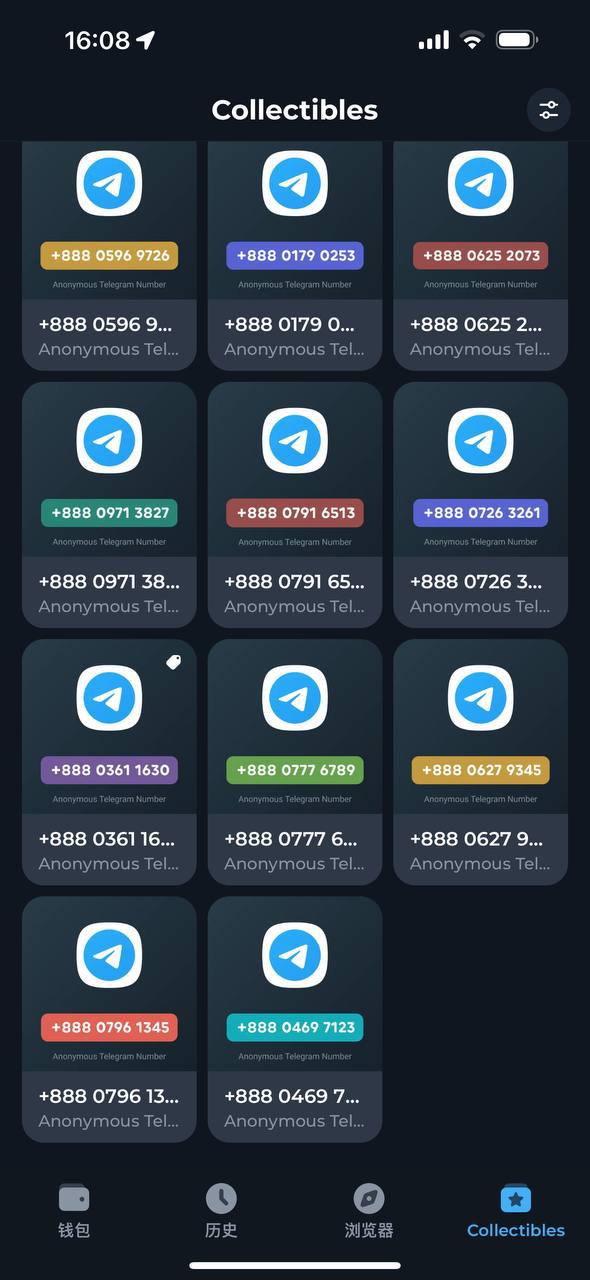 16:08
Collectibles
+888 0596 9726
+888 0179 0253
+888 0625 2073
Anonymous Telegram Number
Anonymous Telegram Number
Anonymous Telegram Number
+888 0596 9...
+888 0179 0...
+888 0625 2...
Anonymous Tel...
Anonymous Tel...
Anonymous Tel...
+888 0971 3827
+888 0791 6513
+888 0726 3261
Anonymous Telegram Number
Anonymous Telegram Number
Anonymous Telegram Number
+888 0971 38...
+888 0791 65...
+888 0726 3...
Anonymous Tel...
Anonymous Tel...
Anonymous Tel...
+888 0361 1630
+888 0777 6789
+888 0627 9345
Anonymous Telegram Number
Anonymous Telegram Number
Anonymous Telegram Number
+888 0361 16...
+888 0777 6...
+888 0627 9...
Anonymous Tel...
Anonymous Tel...
Anonymous Tel...
+888 0796 1345
+888 0469 7123
Anonymous Telegram Number
Anonymous Telegram Number
+888 0796 13...
+888 0469 7...
Anonymous Tel...
Anonymous Tel...
钱包
历史
浏览器
Collectibles